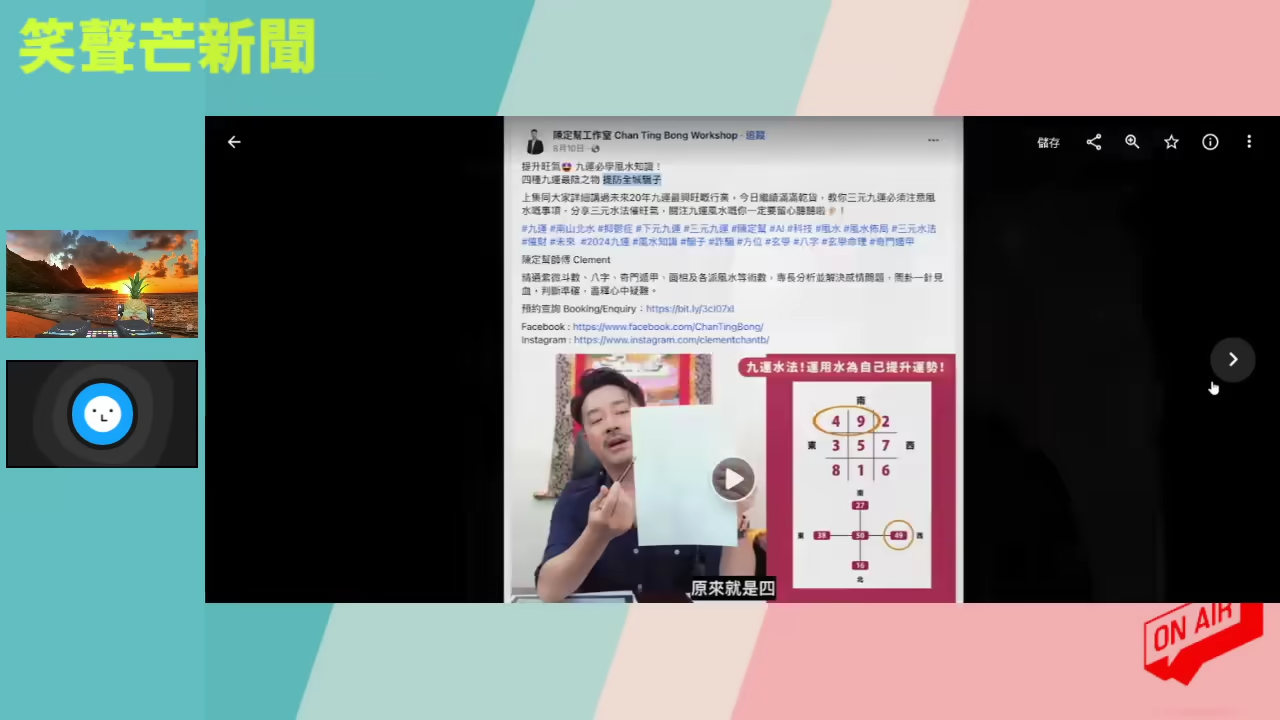 笑聲芒新聞
儲存
陳定幫工作室 Chan Ting Bong Workshop · 追蹤
8月10日
提升旺氣 九運必學風水知識！
四種九運最險之物 提防全城騙子
上集同大家詳細講過未來20年九運最興旺嘅行業，今日繼續滿滿乾貨，教你三元九運必須注意風
水嘅事項，分享三元水法催旺氣，關注九運風水嘅你一定要留心聽聽啦！
#九運 #南山北水 #抑鬱症 #下元九運 #三元九運 #陳定幫 #AI #科技 #風水 #風水佈局 #三元水法
#催財 #未來 #2024九運 #風水知識 #騙子 #詐騙 #方位 #玄學 #八字 #玄學命理 #奇門遁甲
陳定幫師傅 Clement
精通紫微斗數、八字、奇門遁甲、面相及各派風水等術數，專長分析並解決感情問題，問卦一針見
血，判斷準確，盡釋心中疑難。
預約查詢 Booking/Enquiry：https://bit.ly/3ci07xl
Facebook : https://www.facebook.com/ChanTingBong/
Instagram : https://www.instagram.com/clementchantb/
九運水法！運用水為自己提升運勢！
南
4 9 2
東 3 5 7 西
8 1 6
南
27
東 38 50 49 西
16
北
原來就是四
ON AIR